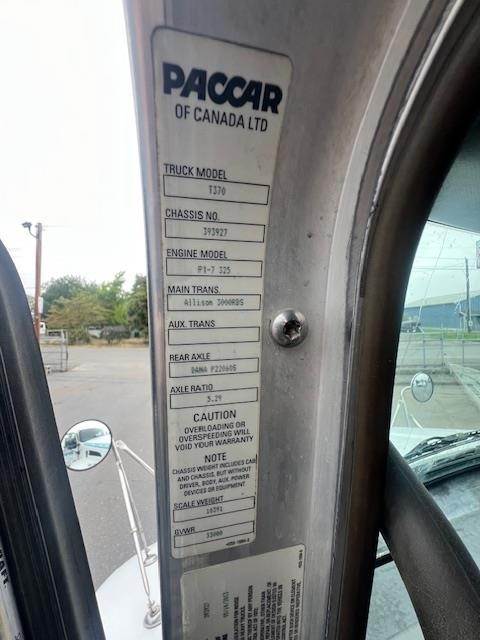 PACCAR
OF CANADA LTD
TRUCK MODEL
T370
CHASSIS NO.
393927
ENGINE MODEL
PX-7 325
MAIN TRANS.
Allison 3000RDS
AUX. TRANS
REAR AXLE
DANA
AXLE RATIO
5.29
CAUTION
OVERLOADING OR
OVERSPEEDING WILL
VOID YOUR WARRANTY
NOTE
CHASSIS WEIGHT INCLUDES CAB
AND CHASSIS, BUT WITHOUT
DRIVER, BODY, AUX. POWER
DEVICES OR EQUIPMENT
SCALE WEIGHT
GVWR
33000